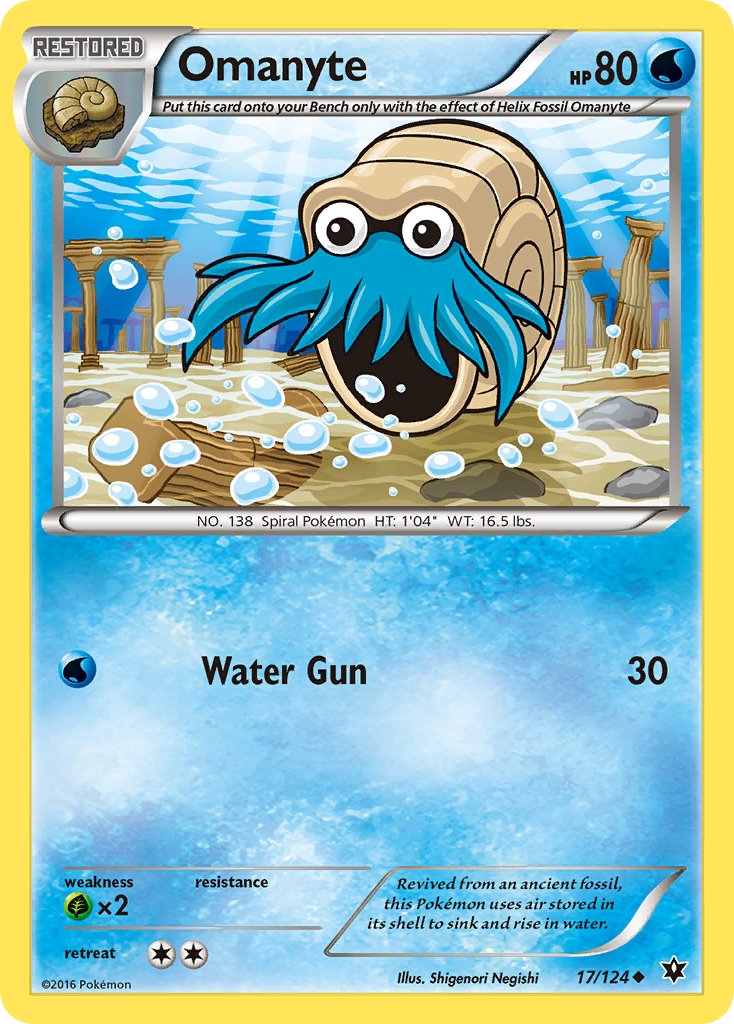 RESTORED
Omanyte
HP 80
Put this card onto your Bench only with the effect of Helix Fossil Omanyte
NO. 138 Spiral Pokémon HT: 1'04" WT: 16.5 lbs.
Water Gun 30
weakness resistance
×2
retreat
Revived from an ancient fossil,
this Pokémon uses air stored in
its shell to sink and rise in water.
©2016 Pokémon
Illus. Shigenori Negishi
17/124